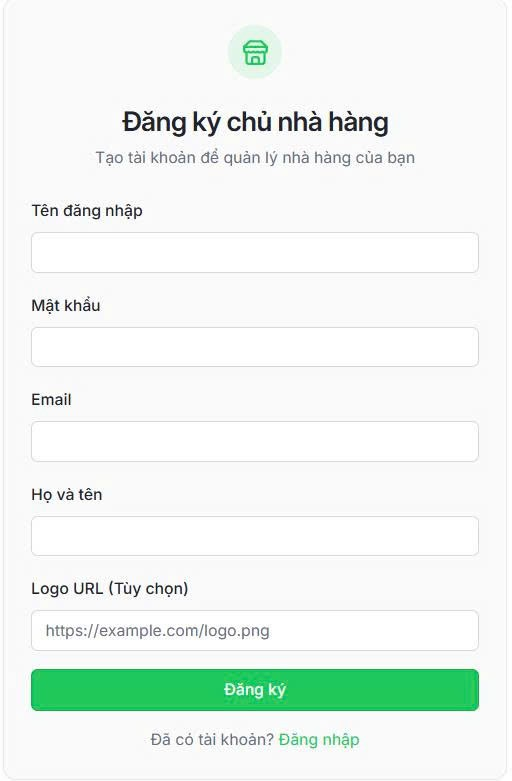 Đăng ký chủ nhà hàng
Tạo tài khoản để quản lý nhà hàng của bạn
Tên đăng nhập
Mật khẩu
Email
Họ và tên
Logo URL (Tùy chọn)
https://example.com/logo.png
Đăng ký
Đã có tài khoản? Đăng nhập